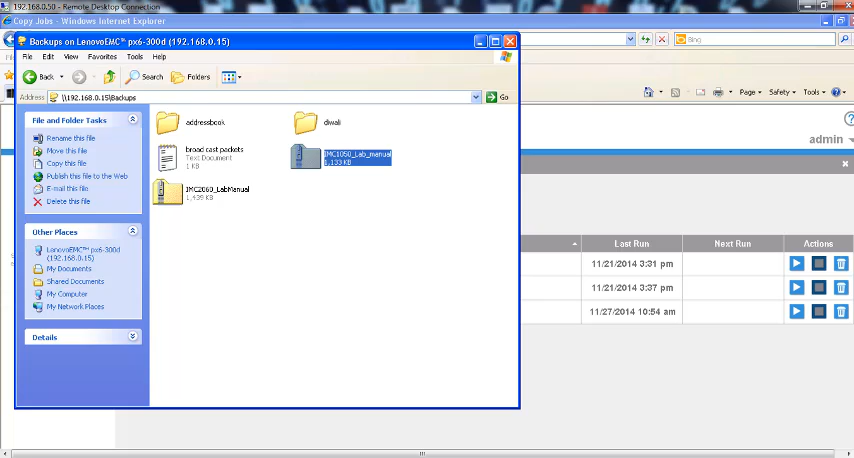 192.168.0.50 - Remote Desktop Connection
Copy Jobs - Windows Internet Explorer
Bing
Backups on LenovoEMC™ px6-300d (192.168.0.15)
File Edit View Favorites Tools Help
Back Search Folders
Address \\192.168.0.15\Backups Go
Page Safety Tools
admin
File and Folder Tasks
Rename this file
Move this file
Copy this file
Publish this file to the Web
E-mail this file
Delete this file
Other Places
LenovoEMC™ px6-300d
(192.168.0.15)
My Documents
Shared Documents
My Computer
My Network Places
Details
addressbook
diwali
broad cast packets
Text Document
1 KB
IMC1050_Lab_manual
1,133 KB
IMC2060_LabManual
1,439 KB
Last Run Next Run Actions
11/21/2014 3:31 pm
11/21/2014 3:37 pm
11/27/2014 10:54 am